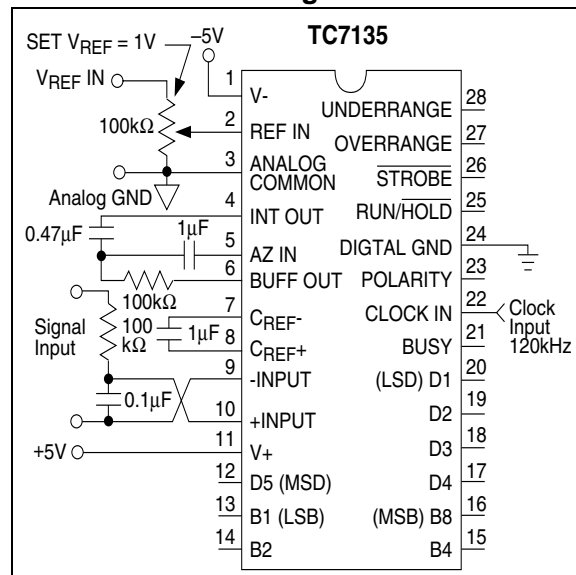 SET VREF = 1V
–5V
TC7135
VREF IN
100kΩ
Analog GND
0.47µF
1µF
100kΩ
Signal
Input
100
kΩ
1µF
0.1µF
+5V
1
V-
2
REF IN
3
ANALOG
COMMON
4
INT OUT
5
AZ IN
6
BUFF OUT
7
CREF-
8
CREF+
9
-INPUT
10
+INPUT
11
V+
12
D5 (MSD)
13
B1 (LSB)
14
B2
UNDERRANGE
28
OVERRANGE
27
STROBE
26
RUN/HOLD
25
DIGTAL GND
24
POLARITY
23
CLOCK IN
22
Clock
Input
120kHz
BUSY
21
(LSD) D1
20
D2
19
D3
18
D4
17
(MSB) B8
16
B4
15